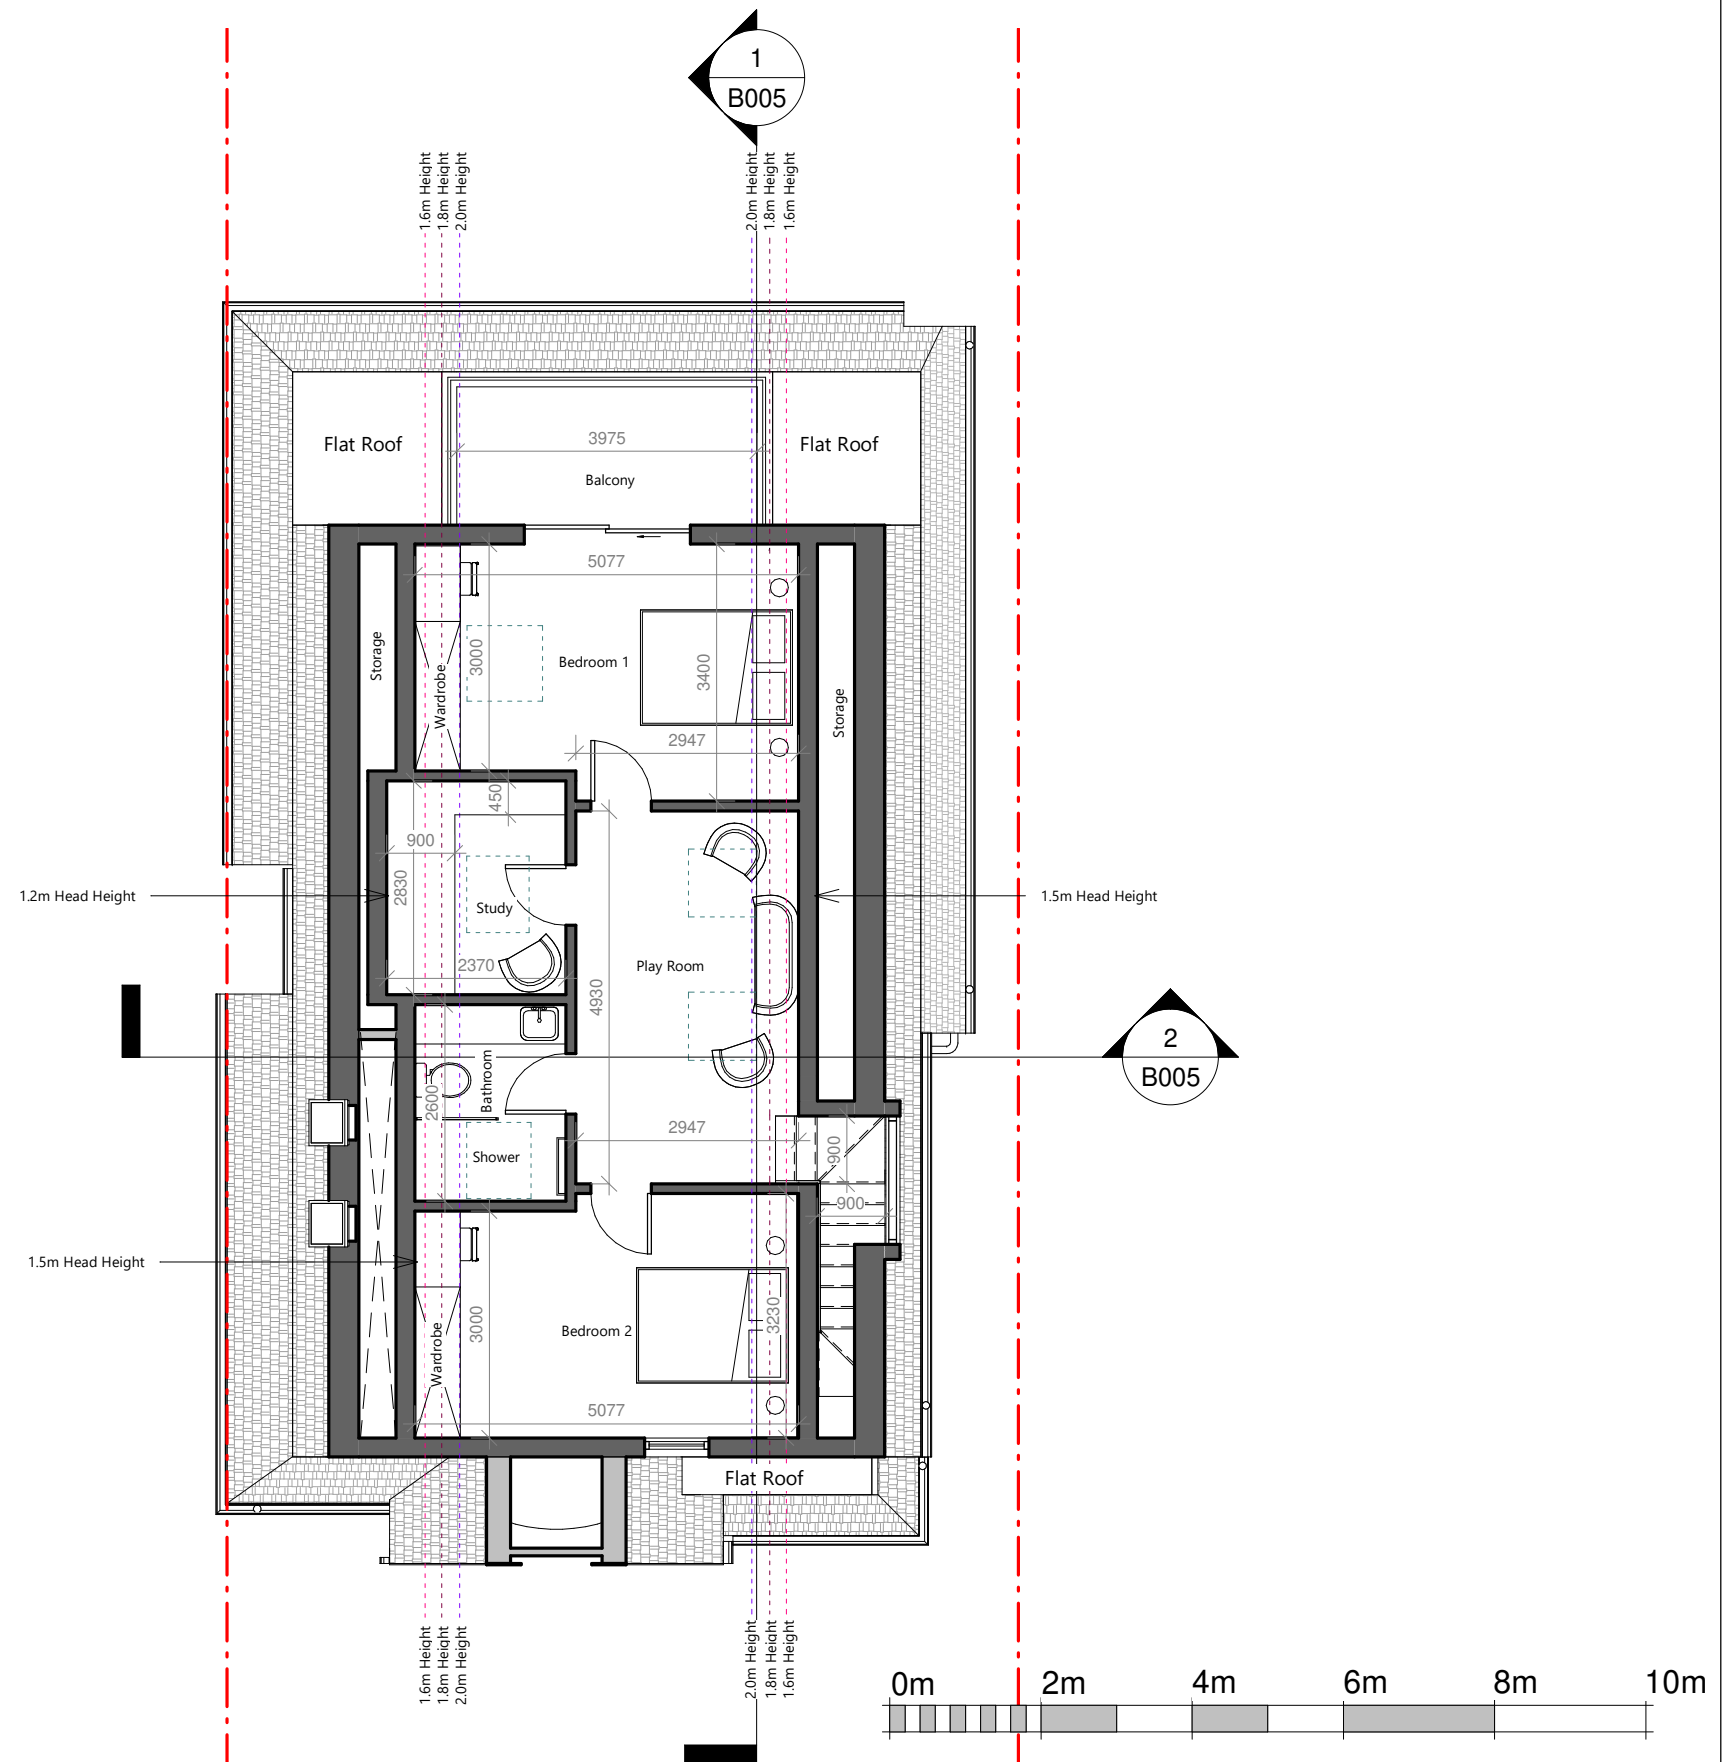 1
B005
1.6m Height
1.8m Height
2.0m Height
2.0m Height
1.8m Height
1.6m Height
Flat Roof
3975
Flat Roof
Balcony
5077
Storage
Wardrobe
3000
Bedroom 1
3400
Storage
2947
450
900
1.2m Head Height
2830
Study
1.5m Head Height
2370
4930
Play Room
2
B005
Bathroom
2600
2947
900
Shower
900
1.5m Head Height
Wardrobe
3000
Bedroom 2
3230
5077
Flat Roof
1.6m Height
1.8m Height
2.0m Height
2.0m Height
1.8m Height
1.6m Height
0m 2m 4m 6m 8m 10m